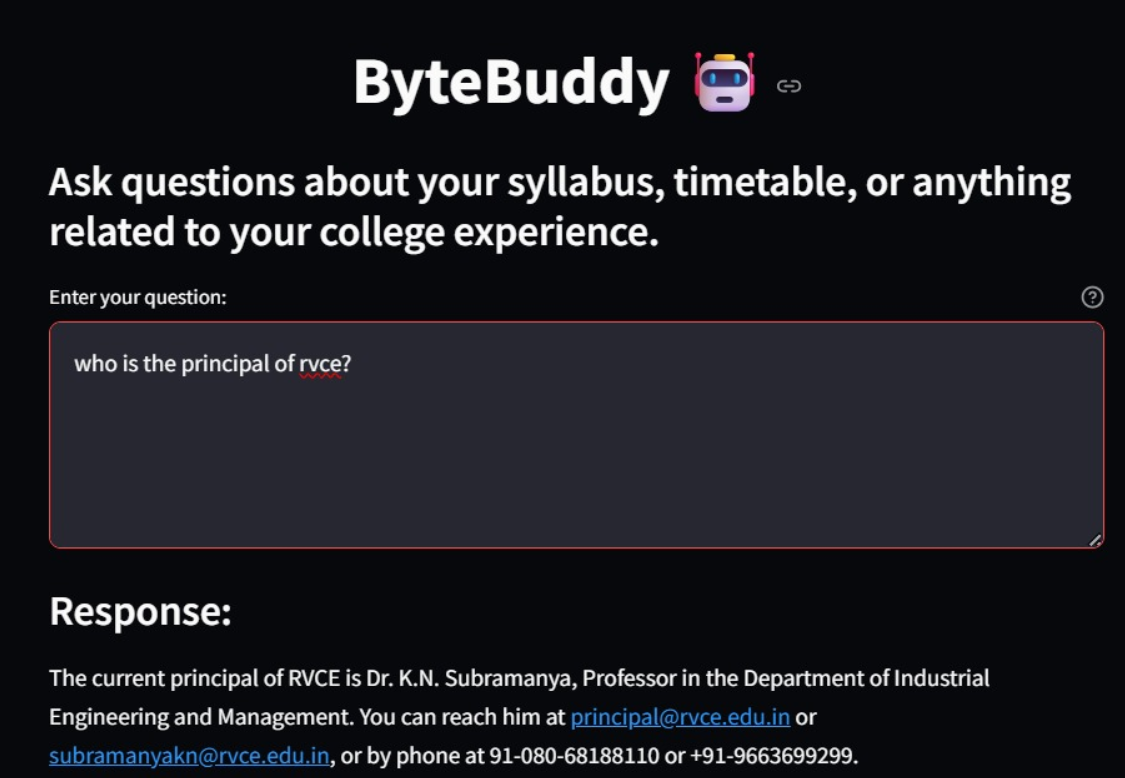 ByteBuddy
Ask questions about your syllabus, timetable, or anything
related to your college experience.
Enter your question:
who is the principal of rvce?
Response:
The current principal of RVCE is Dr. K.N. Subramanya, Professor in the Department of Industrial
Engineering and Management. You can reach him at principal@rvce.edu.in or
subramanyakn@rvce.edu.in, or by phone at 91-080-68188110 or +91-9663699299.